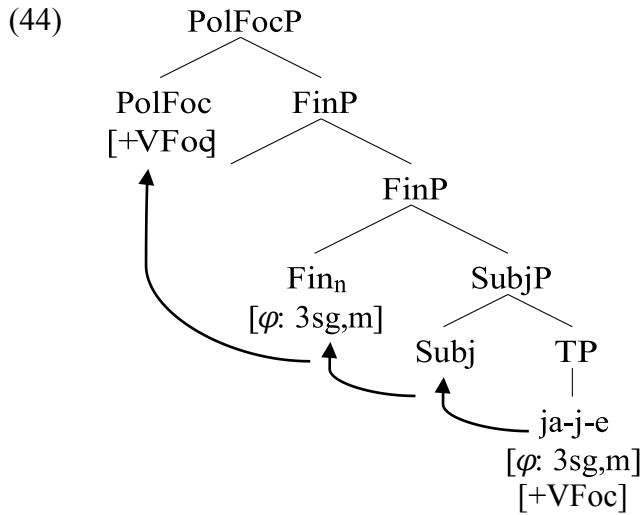 (44)
PolFocP
PolFoc FinP
[+VFoc]
FinP
Finₙ SubjP
[φ: 3sg,m]
Subj TP
ja-j-e
[φ: 3sg,m]
[+VFoc]